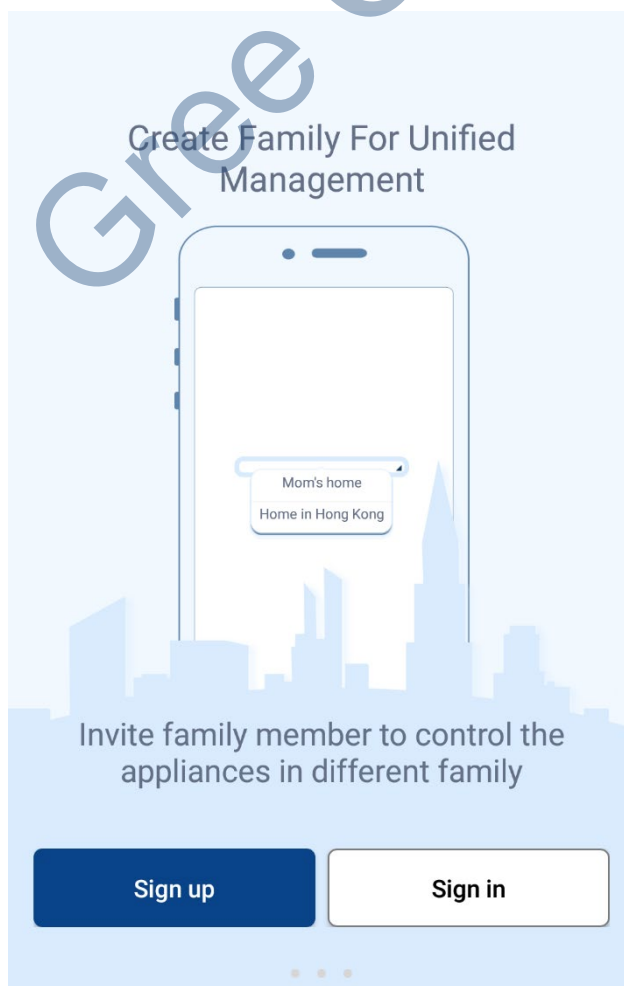 Gree
Create Family For Unified
Management
Mom's home
Home in Hong Kong
Invite family member to control the
appliances in different family
Sign up
Sign in